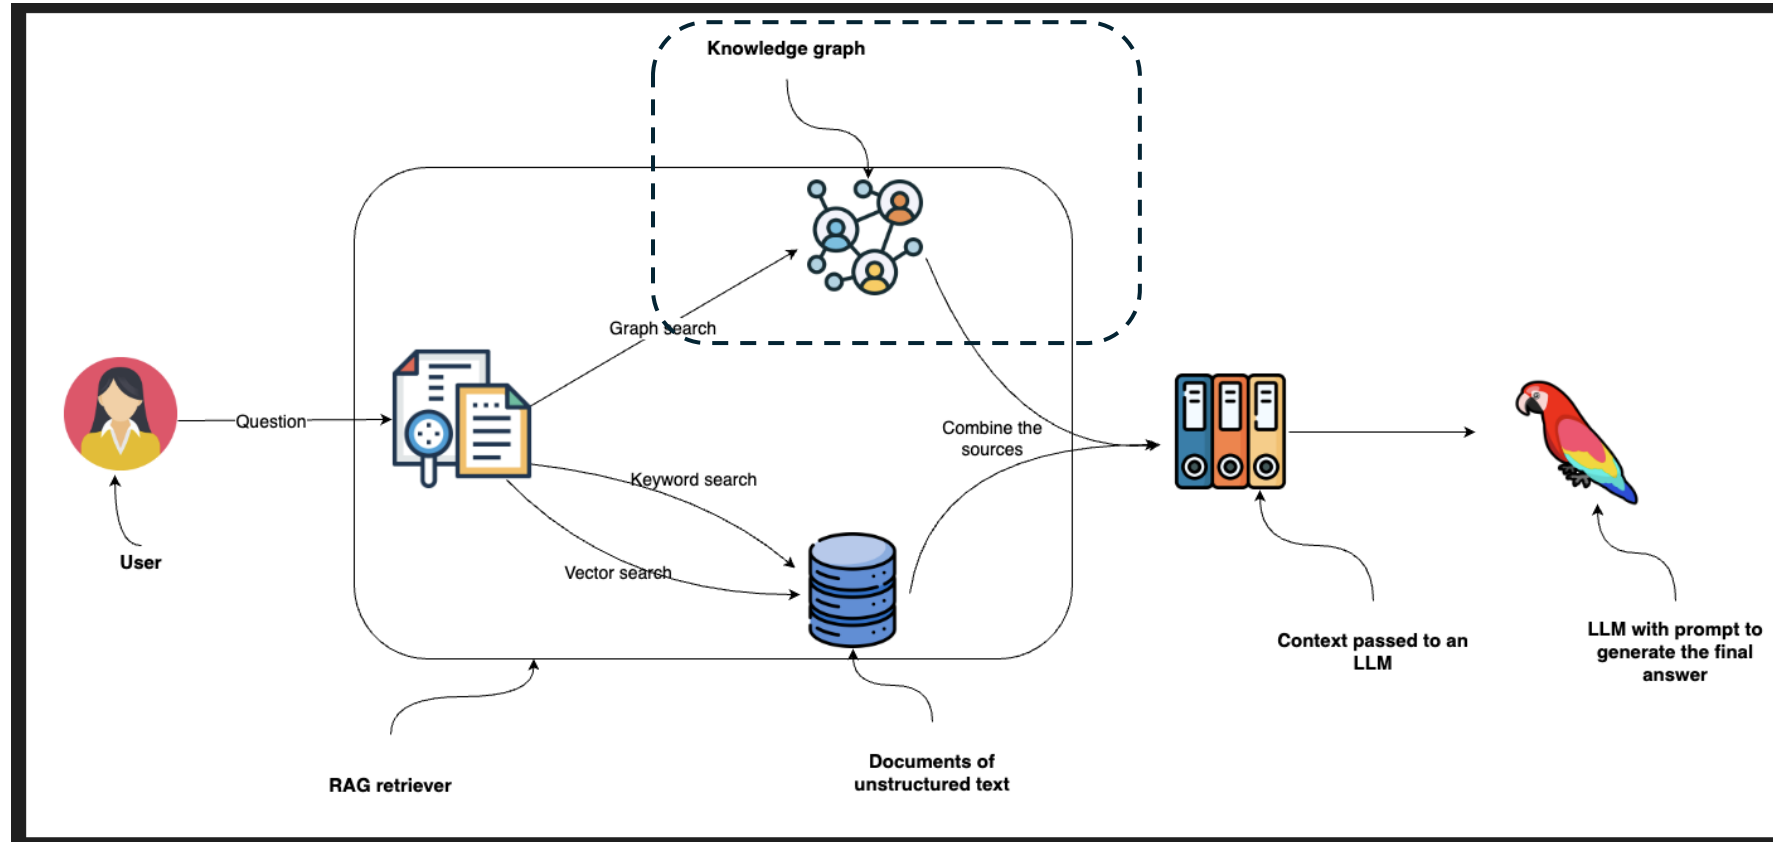 Knowledge graph
Graph search
Question
Keyword search
Combine the
sources
Vector search
User
Context passed to an
LLM
LLM with prompt to
generate the final
answer
RAG retriever
Documents of
unstructured text